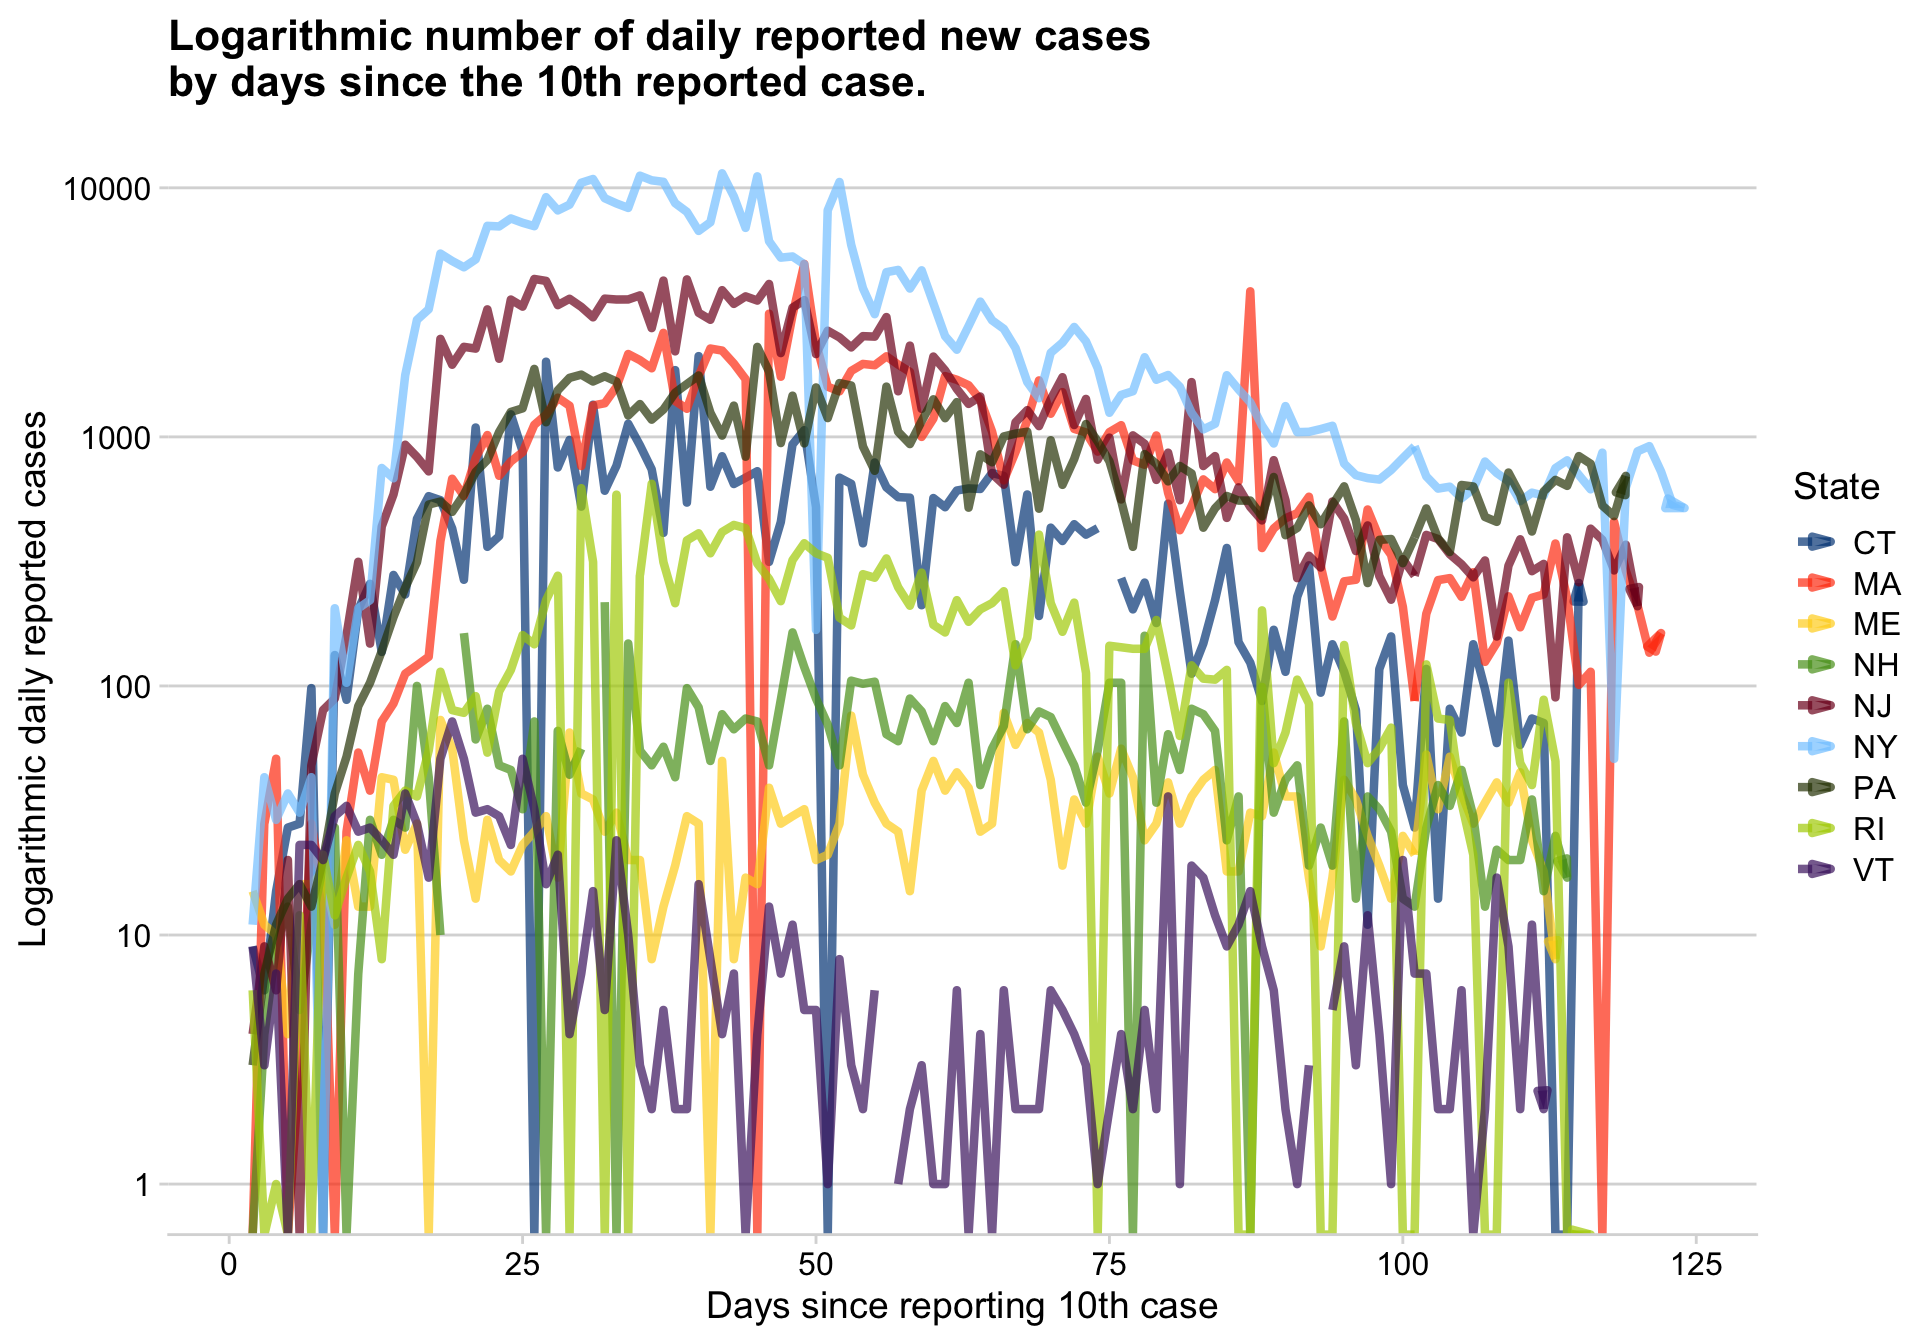 Logarithmic number of daily reported new cases
by days since the 10th reported case.
Logarithmic daily reported cases
10000
1000
100
10
1
0
25
50
75
100
125
Days since reporting 10th case
State
CT
MA
ME
NH
NJ
NY
PA
RI
VT